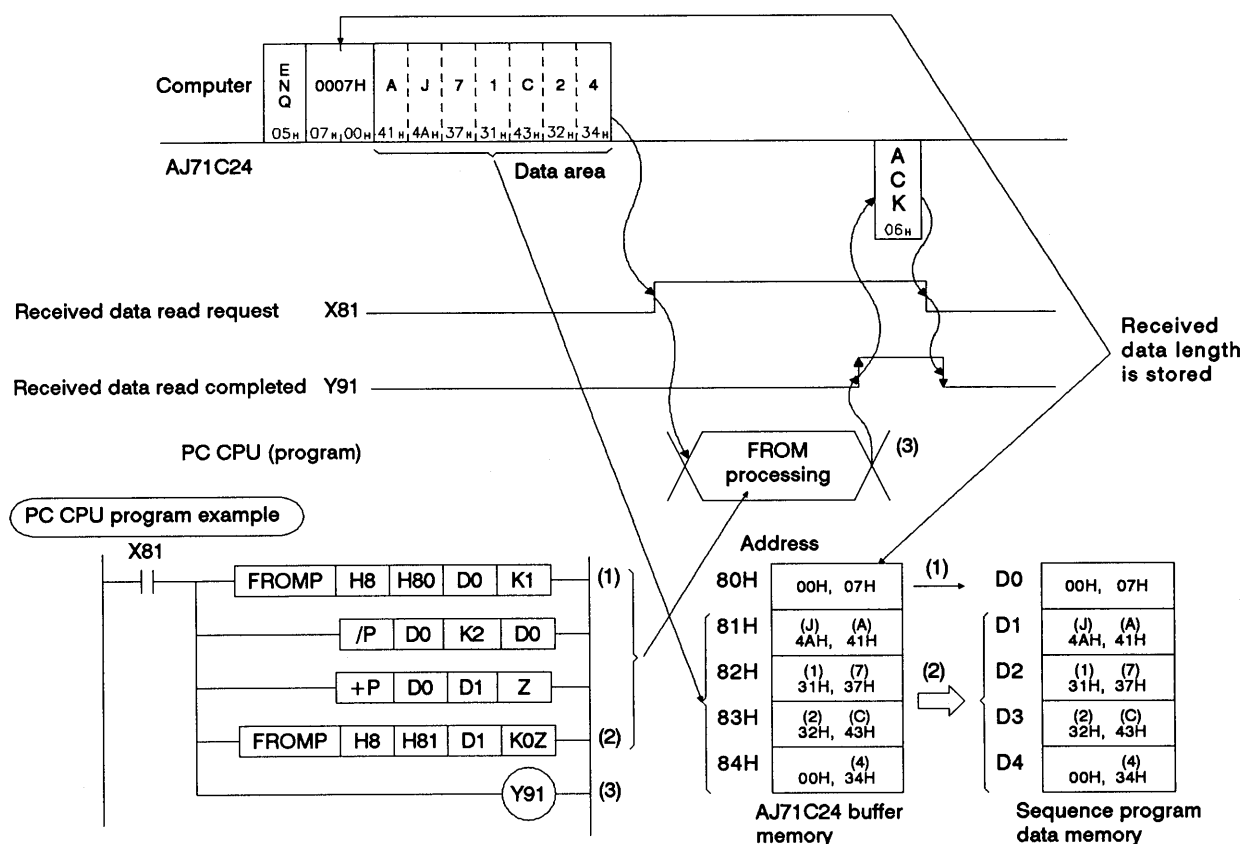 Computer
ENQ 0007H A J 7 1 C 2 4
05H 07H 00H 41H 4AH 37H 31H 43H 32H 34H
AJ71C24
Data area
ACK
06H
Received data read request X81
Received data read completed Y91
Received
data length
is stored
PC CPU (program)
FROM
processing
(3)
PC CPU program example
X81
FROMP H8 H80 D0 K1 (1)
/P D0 K2 D0
+P D0 D1 Z
FROMP H8 H81 D1 K0Z (2)
Y91 (3)
Address
80H 00H, 07H (1) D0 00H, 07H
81H (J) (A) D1 (J) (A)
4AH, 41H 4AH, 41H
82H (1) (7) (2) D2 (1) (7)
31H, 37H 31H, 37H
83H (2) (C) D3 (2) (C)
32H, 43H 32H, 43H
84H (4) D4 (4)
00H, 34H 00H, 34H
AJ71C24 buffer
memory
Sequence program
data memory